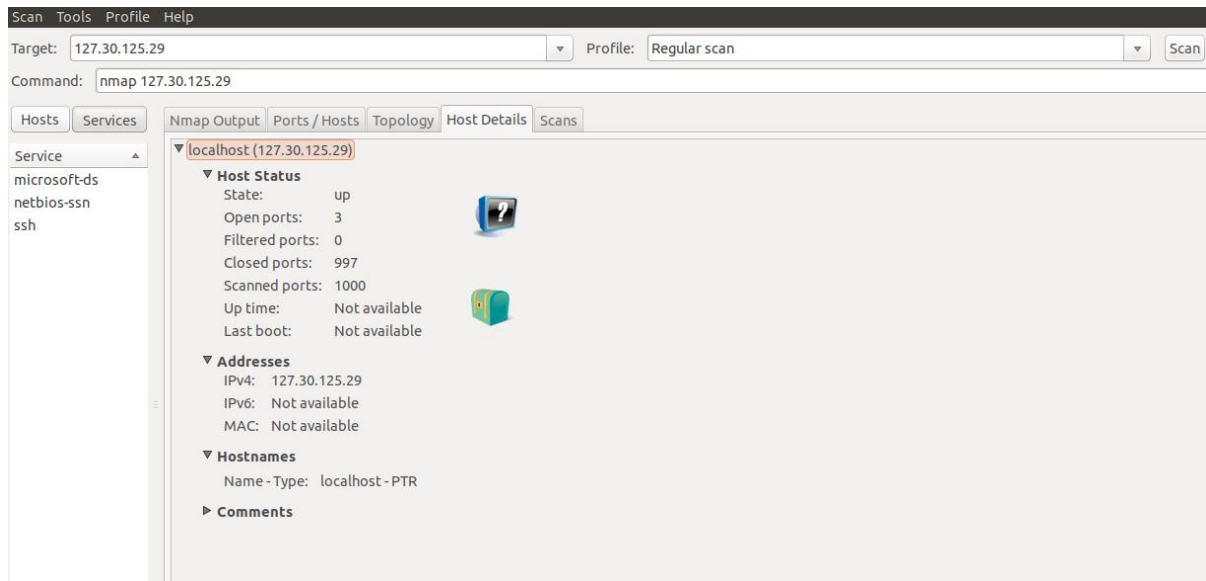 Scan Tools Profile Help
Target: 127.30.125.29 Profile: Regular scan Scan
Command: nmap 127.30.125.29
Hosts Services Nmap Output Ports / Hosts Topology Host Details Scans
Service
microsoft-ds
netbios-ssn
ssh
localhost (127.30.125.29)
Host Status
State: up
Open ports: 3
Filtered ports: 0
Closed ports: 997
Scanned ports: 1000
Up time: Not available
Last boot: Not available
Addresses
IPv4: 127.30.125.29
IPv6: Not available
MAC: Not available
Hostnames
Name - Type: localhost - PTR
Comments
?